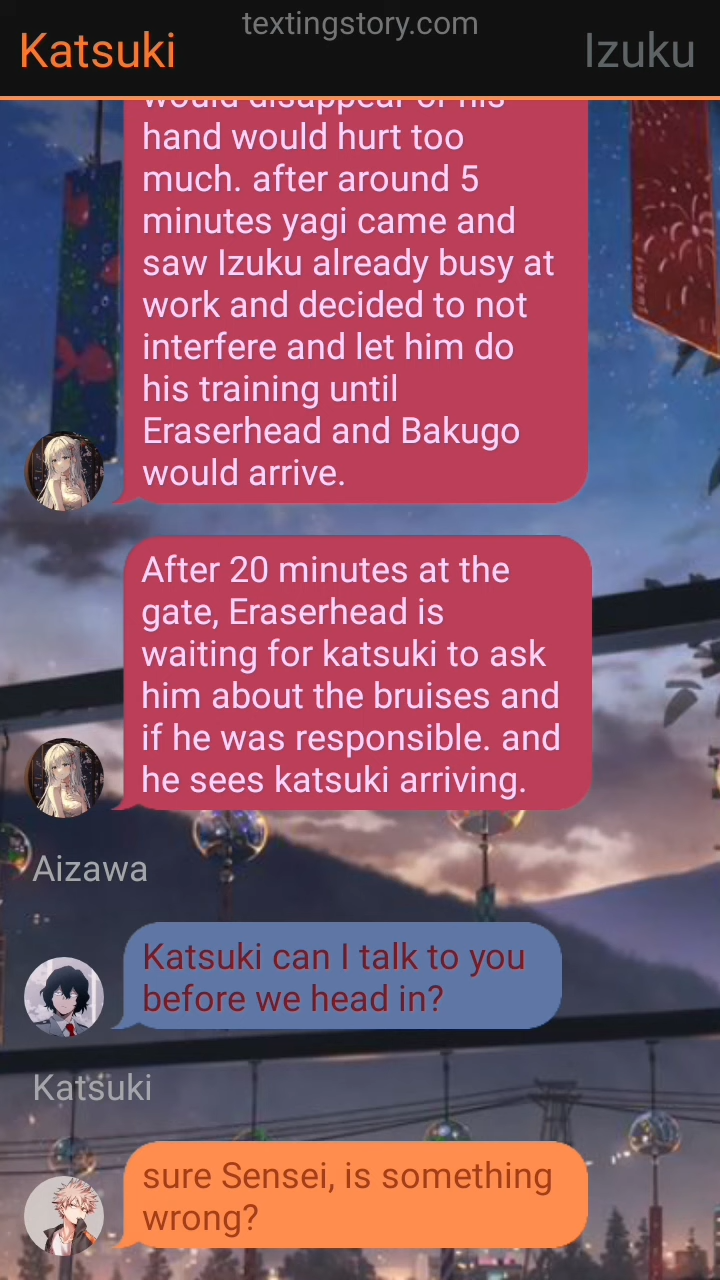 textingstory.com
Katsuki
Izuku
would disappear or his
hand would hurt too
much. after around 5
minutes yagi came and
saw Izuku already busy at
work and decided to not
interfere and let him do
his training until
Eraserhead and Bakugo
would arrive.
After 20 minutes at the
gate, Eraserhead is
waiting for katsuki to ask
him about the bruises and
if he was responsible. and
he sees katsuki arriving.
Aizawa
Katsuki can I talk to you
before we head in?
Katsuki
sure Sensei, is something
wrong?